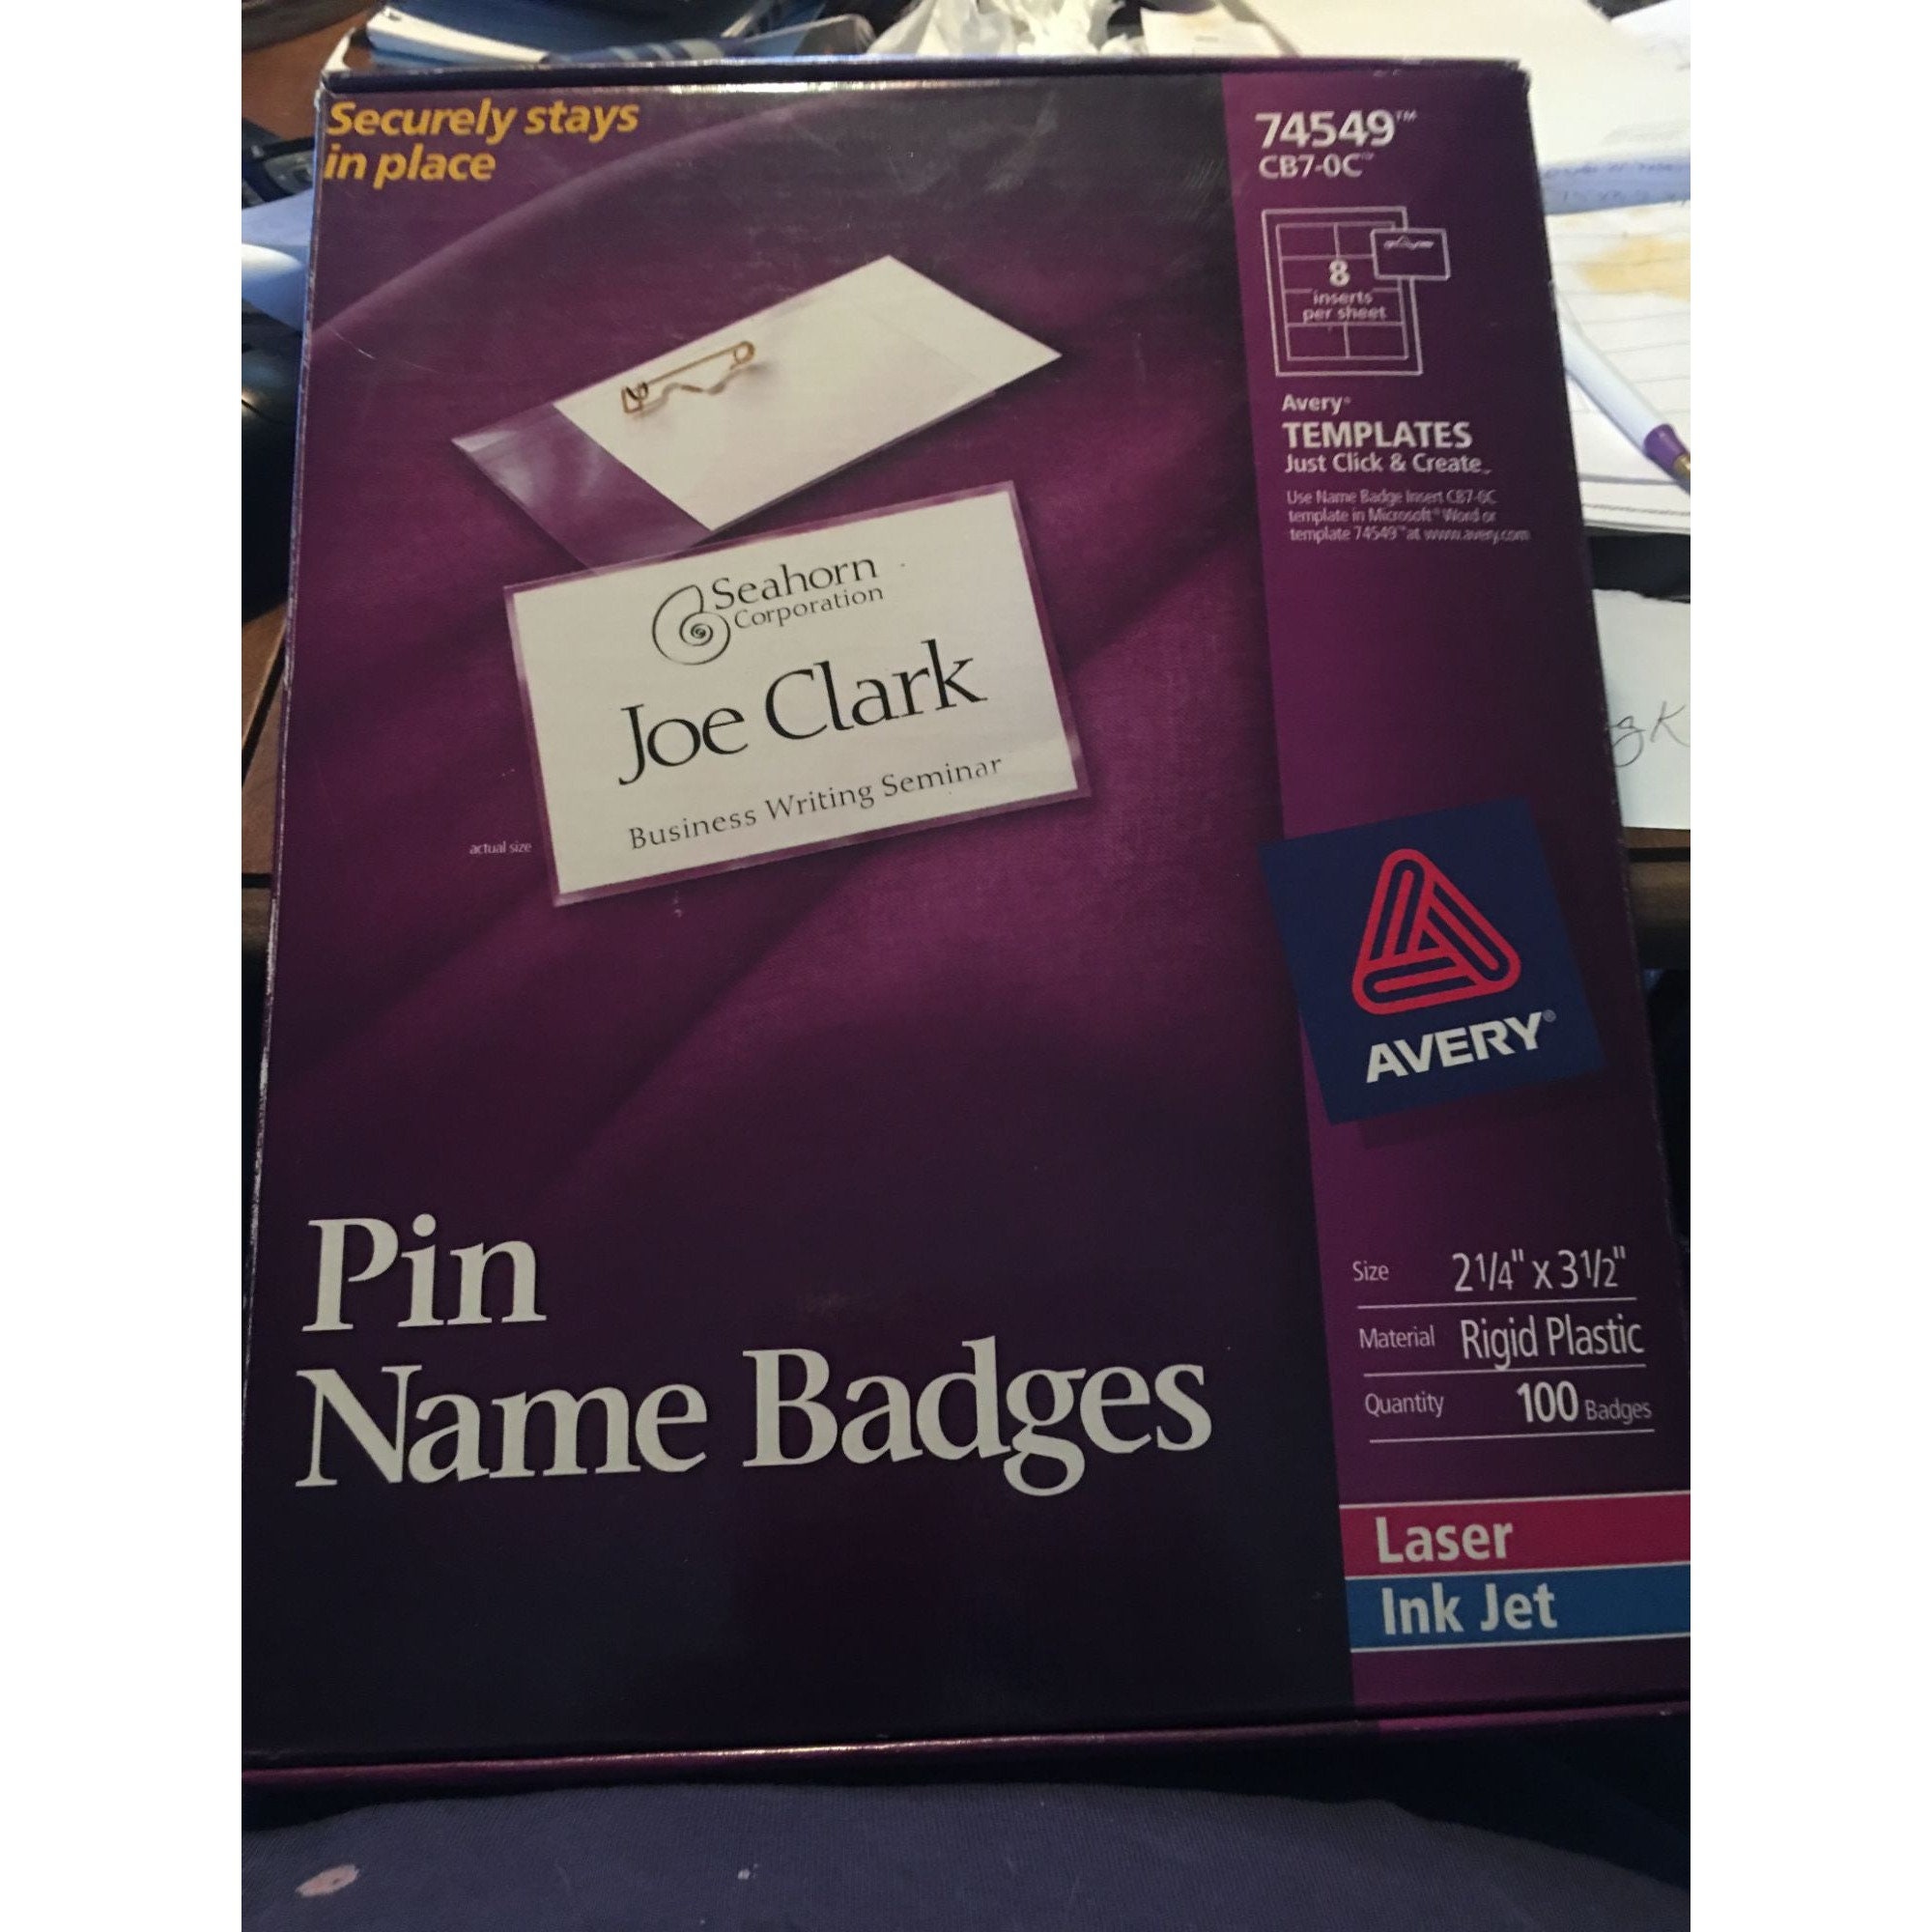 Securely stays
in place
74549™
CB7-0C™
8
inserts
per sheet
Avery®
TEMPLATES
Just Click & Create™
Use Name Badge Insert CB7-0C
template in Microsoft® Word or
template 74549™ at www.avery.com
Seahorn
Corporation
Joe Clark
Business Writing Seminar
actual size
AVERY®
Pin
Name Badges
Size 2 1/4" x 3 1/2"
Material Rigid Plastic
Quantity 100 Badges
Laser
Ink Jet